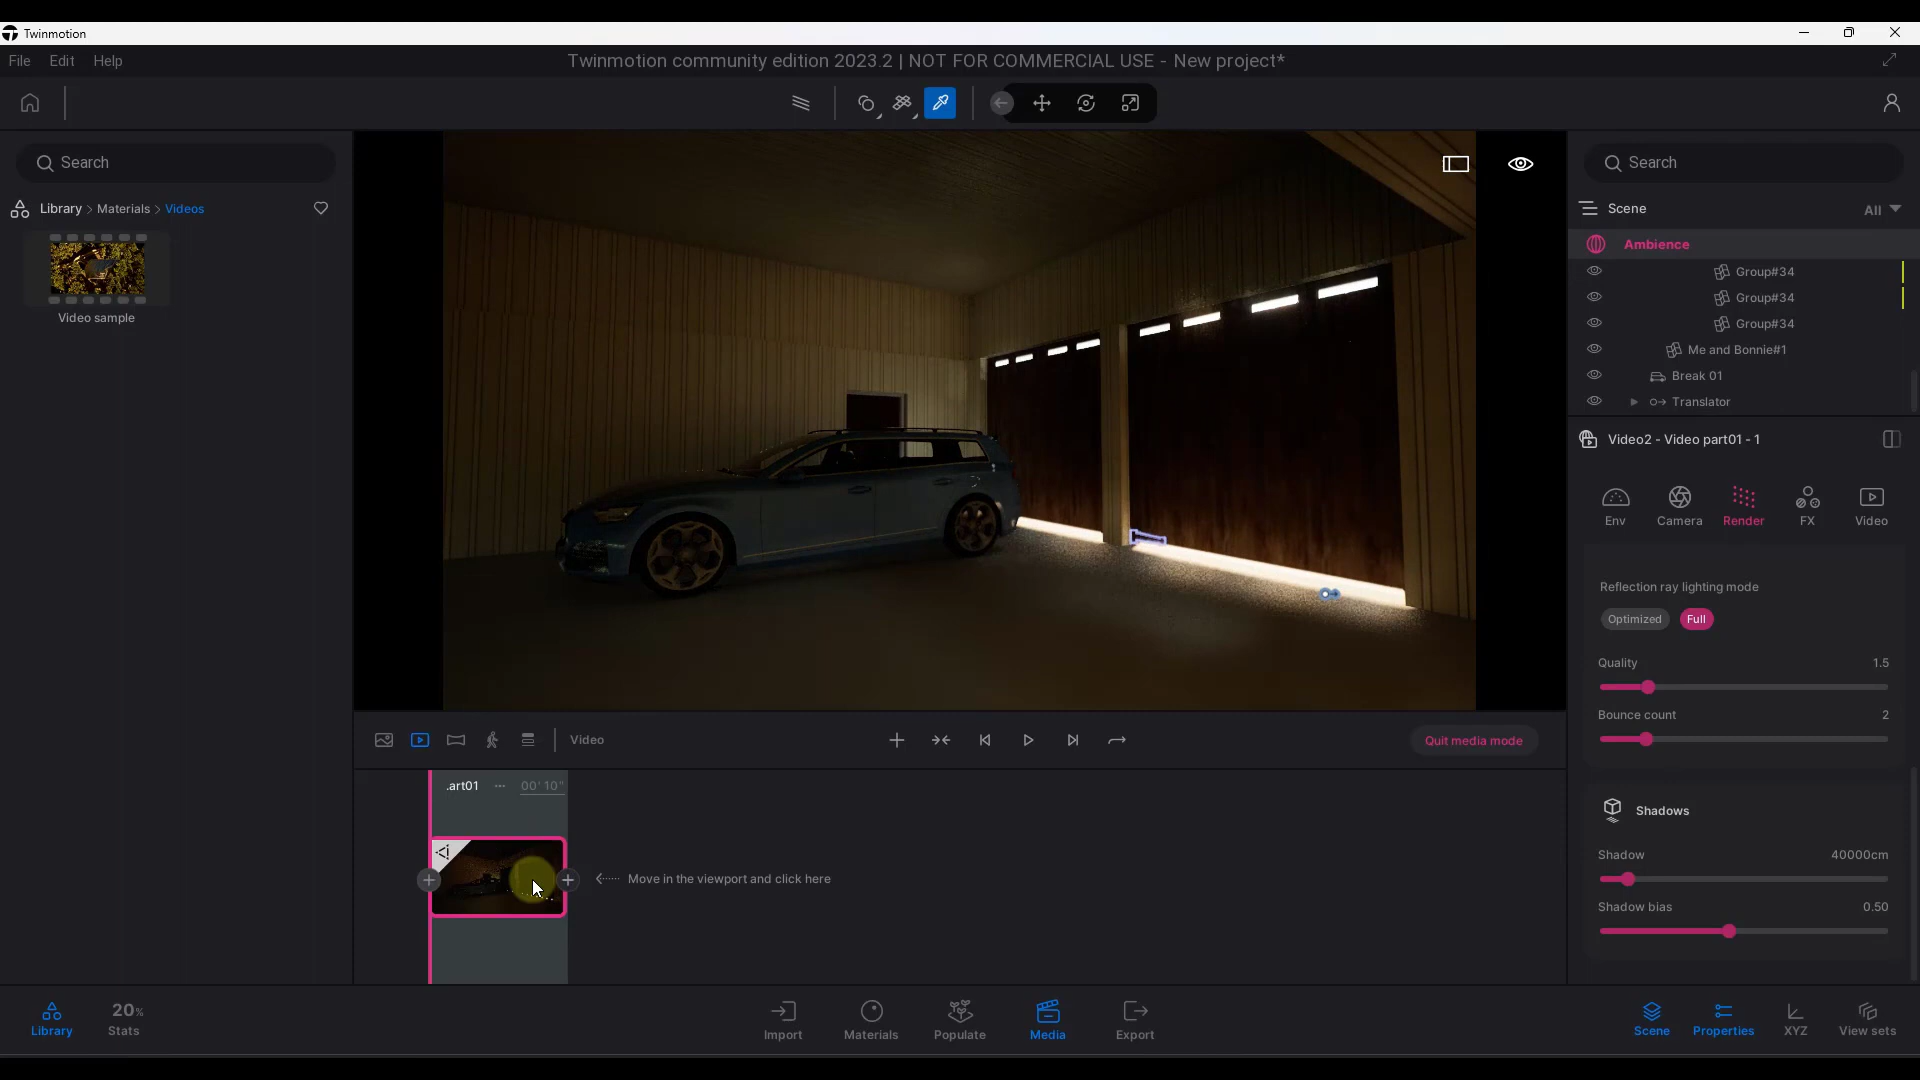 Twinmotion
File Edit Help
Twinmotion community edition 2023.2 | NOT FOR COMMERCIAL USE - New project*
Search
Search
Library > Materials > Videos
Scene
All
Video sample
Ambience
Group#34
Group#34
Group#34
Me and Bonnie#1
Break 01
Translator
Video2 - Video part01 - 1
Env Camera Render FX Video
Reflection ray lighting mode
Optimized Full
Quality 1.5
Bounce count 2
Shadows
Shadow 40000cm
Shadow bias 0.50
Video
Quit media mode
.art01 ··· 00' 10"
Move in the viewport and click here
Library
20% Stats
Import Materials Populate Media Export
Scene Properties XYZ View sets